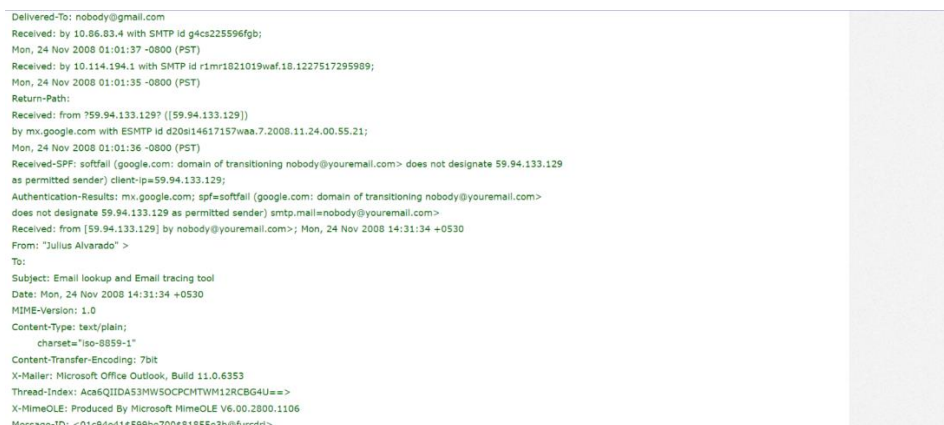 Delivered-To: nobody@gmail.com
Received: by 10.86.83.4 with SMTP id g4cs225596fgb;
Mon, 24 Nov 2008 01:01:37 -0800 (PST)
Received: by 10.114.194.1 with SMTP id r1mr1821019waf.18.1227517295989;
Mon, 24 Nov 2008 01:01:35 -0800 (PST)
Return-Path:
Received: from ?59.94.133.129? ([59.94.133.129])
by mx.google.com with ESMTP id d20si14617157waa.7.2008.11.24.00.55.21;
Mon, 24 Nov 2008 01:01:36 -0800 (PST)
Received-SPF: softfail (google.com: domain of transitioning nobody@youremail.com> does not designate 59.94.133.129
as permitted sender) client-ip=59.94.133.129;
Authentication-Results: mx.google.com; spf=softfail (google.com: domain of transitioning nobody@youremail.com>
does not designate 59.94.133.129 as permitted sender) smtp.mail=nobody@youremail.com>
Received: from [59.94.133.129] by nobody@youremail.com>; Mon, 24 Nov 2008 14:31:34 +0530
From: "Julius Alvarado" >
To:
Subject: Email lookup and Email tracing tool
Date: Mon, 24 Nov 2008 14:31:34 +0530
MIME-Version: 1.0
Content-Type: text/plain;
charset="iso-8859-1"
Content-Transfer-Encoding: 7bit
X-Mailer: Microsoft Office Outlook, Build 11.0.6353
Thread-Index: Aca6QIIDA53MW5OCPCMTWM12RCBG4U==>
X-MimeOLE: Produced By Microsoft MimeOLE V6.00.2800.1106
Message-ID: